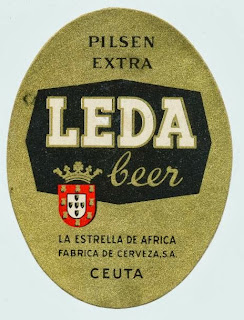 PILSEN
EXTRA
LEDA
beer
LA ESTRELLA DE AFRICA
FABRICA DE CERVEZA, S.A.
CEUTA